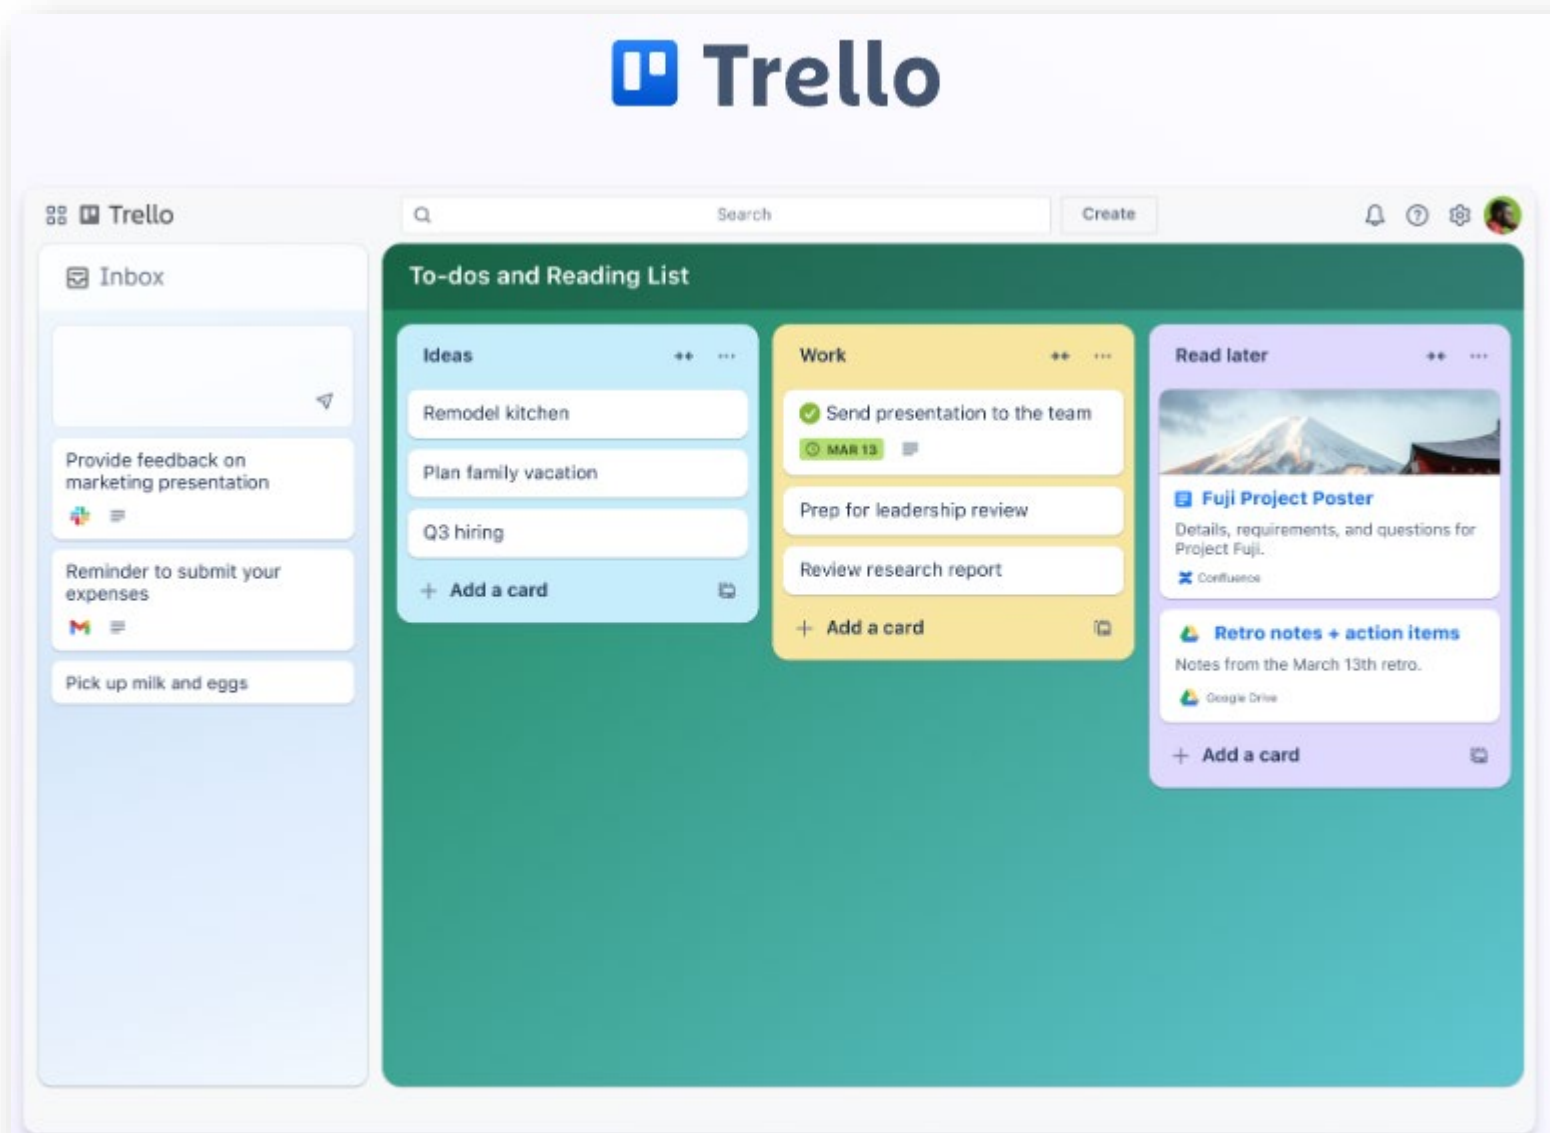 Trello
Trello
Search
Create
Inbox
Provide feedback on
marketing presentation
Reminder to submit your
expenses
Pick up milk and eggs
To-dos and Reading List
Ideas
Remodel kitchen
Plan family vacation
Q3 hiring
+ Add a card
Work
Send presentation to the team
MAR 13
Prep for leadership review
Review research report
+ Add a card
Read later
Fuji Project Poster
Details, requirements, and questions for
Project Fuji.
Confluence
Retro notes + action items
Notes from the March 13th retro.
Google Drive
+ Add a card